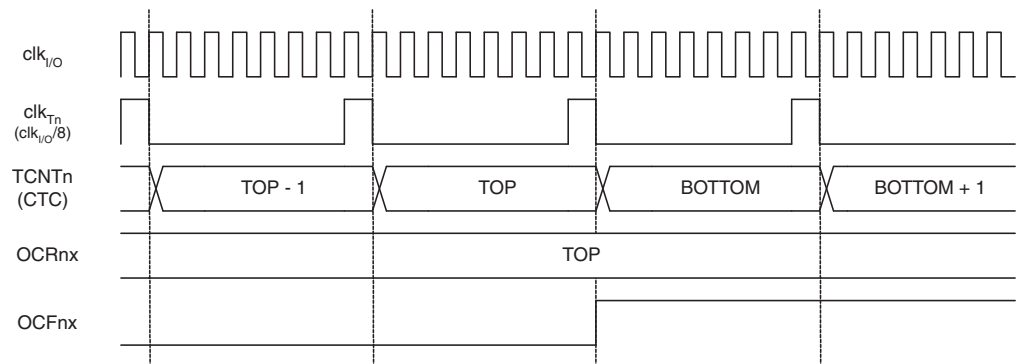 clkI/O
clkTn
(clkI/O/8)
TCNTn
(CTC)
TOP - 1
TOP
BOTTOM
BOTTOM + 1
OCRnx
TOP
OCFnx